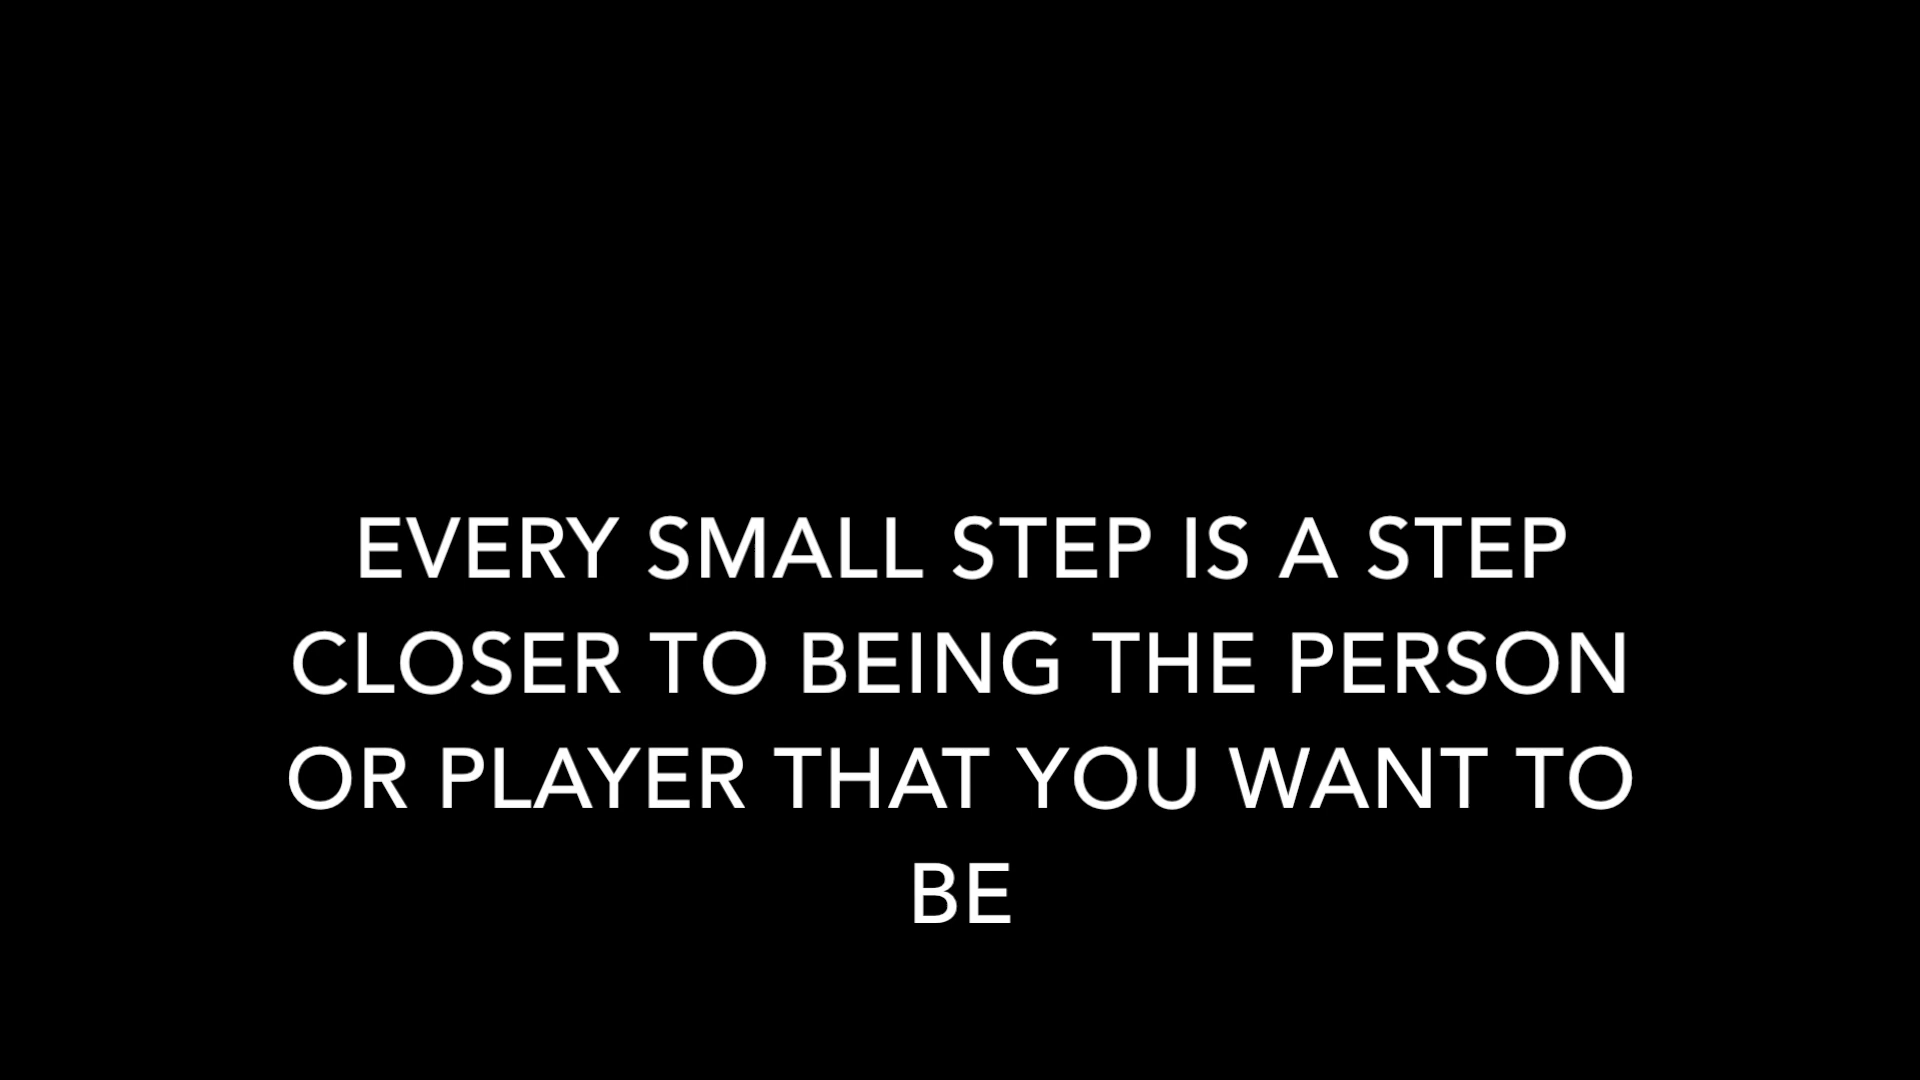 EVERY SMALL STEP IS A STEP
CLOSER TO BEING THE PERSON
OR PLAYER THAT YOU WANT TO
BE